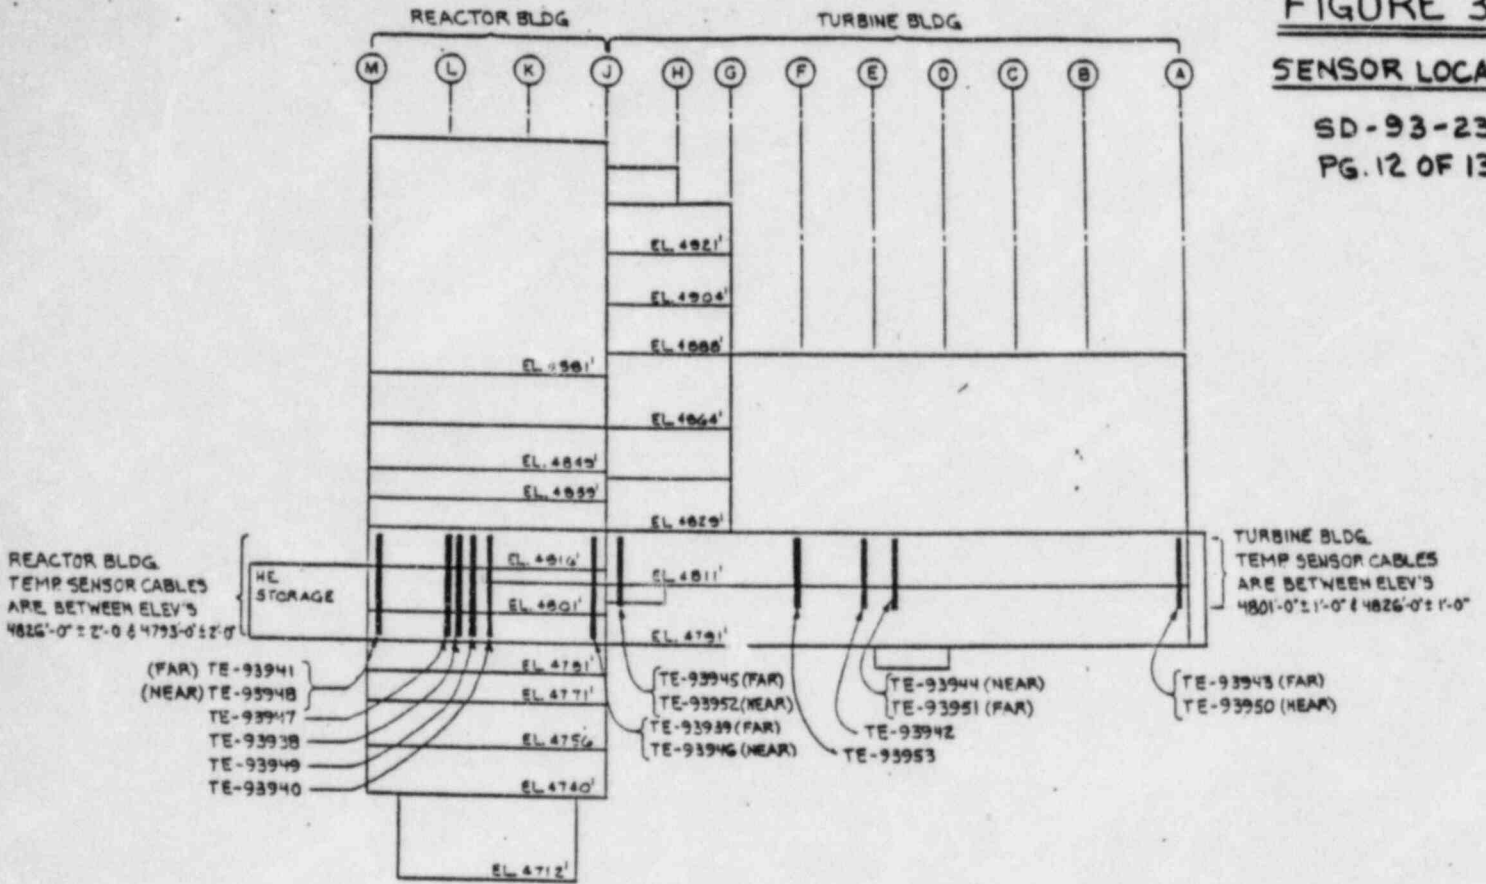 REACTOR BLDG
TURBINE BLDG
FIGURE 3
SENSOR LOCA
SD-93-23
PG. 12 OF 13
M L K J H G F E D C B A
EL. 4921'
EL. 4904'
EL. 4888'
EL. 4881'
EL. 4864'
EL. 4849'
EL. 4839'
EL 4829'
EL. 4816'
EL. 4811'
EL. 4801'
EL. 4791'
EL. 4781'
EL. 4771'
EL. 4756'
EL. 4740'
EL. 4712'
REACTOR BLDG.
TEMP SENSOR CABLES
ARE BETWEEN ELEV'S
4826'-0" ± 2'-0 & 4793'-0" ± 2'-0"
HE
STORAGE
TURBINE BLDG.
TEMP SENSOR CABLES
ARE BETWEEN ELEV'S
4801'-0" ± 1'-0" & 4826'-0" ± 1'-0"
(FAR) TE-93941
(NEAR) TE-93948
TE-93947
TE-93938
TE-93949
TE-93940
TE-93945 (FAR)
TE-93952 (NEAR)
TE-93939 (FAR)
TE-93946 (NEAR)
TE-93944 (NEAR)
TE-93951 (FAR)
TE-93942
TE-93953
TE-93943 (FAR)
TE-93950 (NEAR)